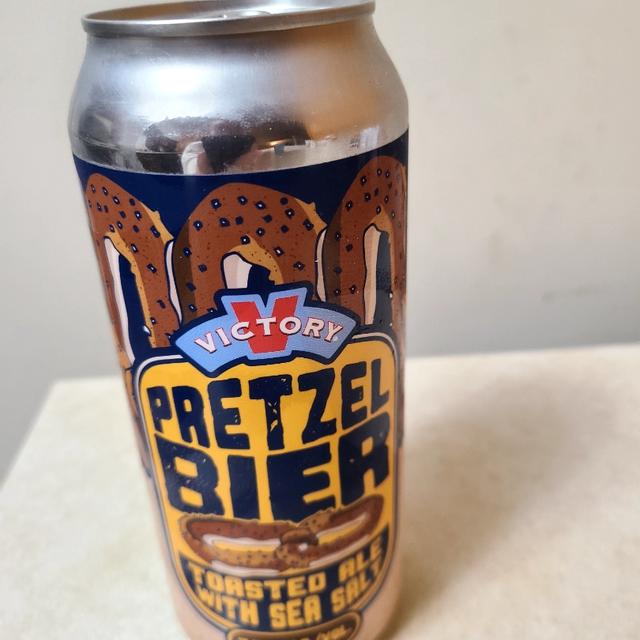 VICTORY
PRETZEL
BIER
TOASTED ALE
WITH SEA SALT